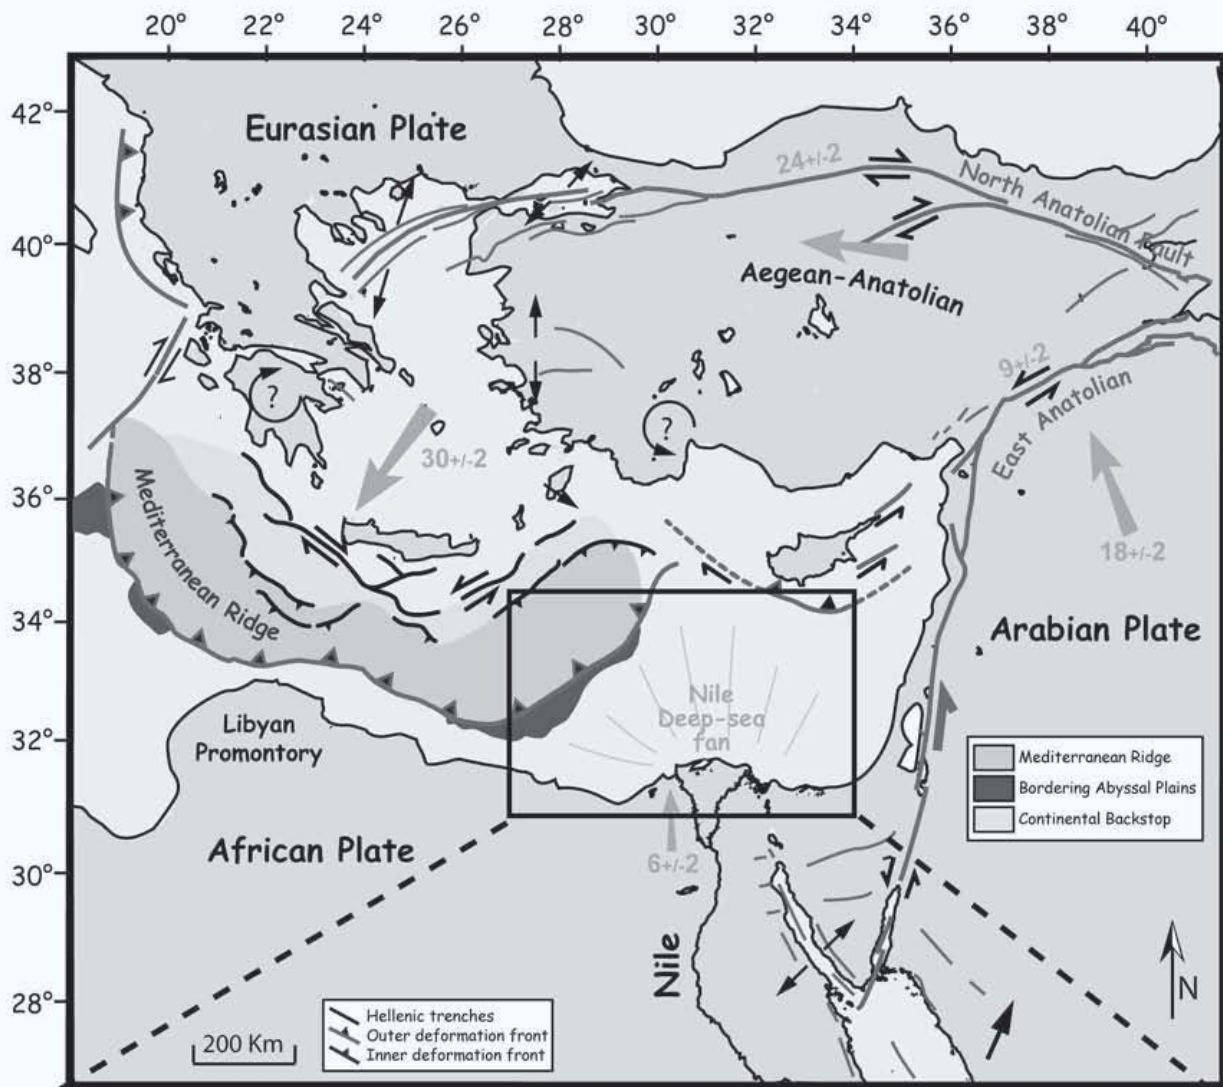 20° 22° 24° 26° 28° 30° 32° 34° 36° 38° 40°
42°
40°
38°
36°
34°
32°
30°
28°
Eurasian Plate
24+/-2
North Anatolian Fault
Aegean-Anatolian
9+/-2
East Anatolian
?
?
30+/-2
18+/-2
Mediterranean Ridge
Arabian Plate
Nile
Deep-sea
fan
Libyan
Promontory
Mediterranean Ridge
Bordering Abyssal Plains
Continental Backstop
African Plate
6+/-2
Nile
N
Hellenic trenches
Outer deformation front
Inner deformation front
200 Km